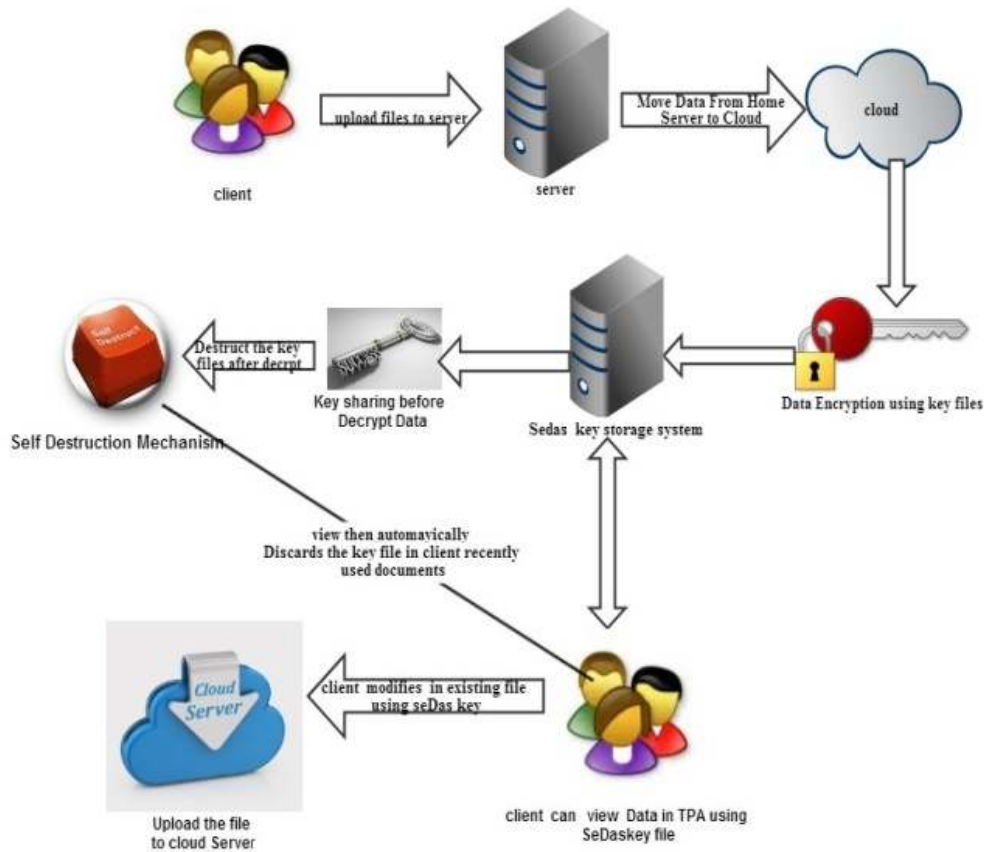 upload files to server
Move Data From Home
Server to Cloud
cloud
client
server
Self
Destruct
Destruct the key
files after decrpt
Key sharing before
Decrypt Data
Sedas key storage system
Data Encryption using key files
Self Destruction Mechanism
view then automayically
Discards the key file in client recently
used documents
Cloud
Server
client modifies in existing file
using seDas key
Upload the file
to cloud Server
client can view Data in TPA using
SeDaskey file